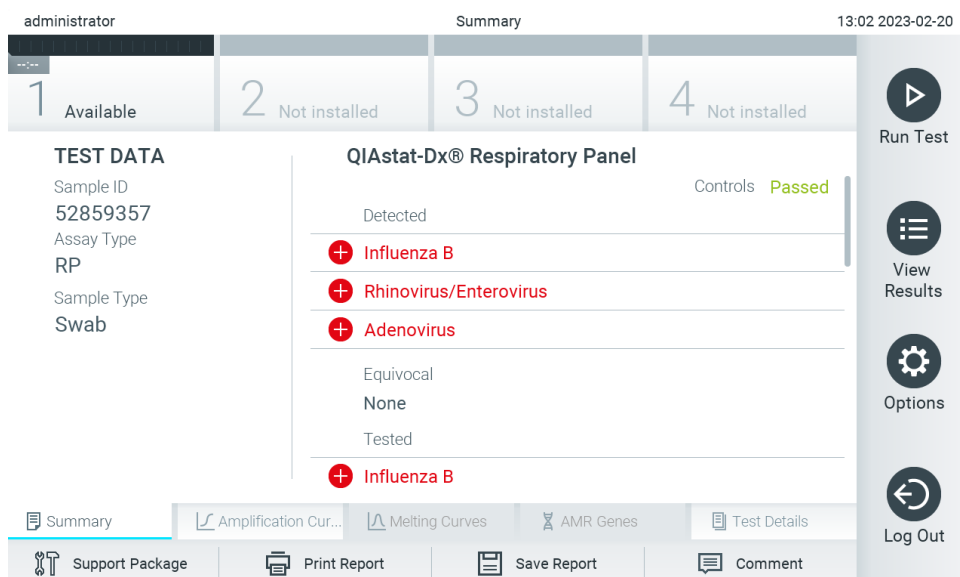 administrator
Summary
13:02 2023-02-20
--:--
1 Available
2 Not installed
3 Not installed
4 Not installed
Run Test
TEST DATA
Sample ID
52859357
Assay Type
RP
Sample Type
Swab
QIAstat-Dx® Respiratory Panel
Controls Passed
Detected
Influenza B
Rhinovirus/Enterovirus
Adenovirus
Equivocal
None
Tested
Influenza B
View
Results
Options
Log Out
Summary
Amplification Cur...
Melting Curves
AMR Genes
Test Details
Support Package
Print Report
Save Report
Comment